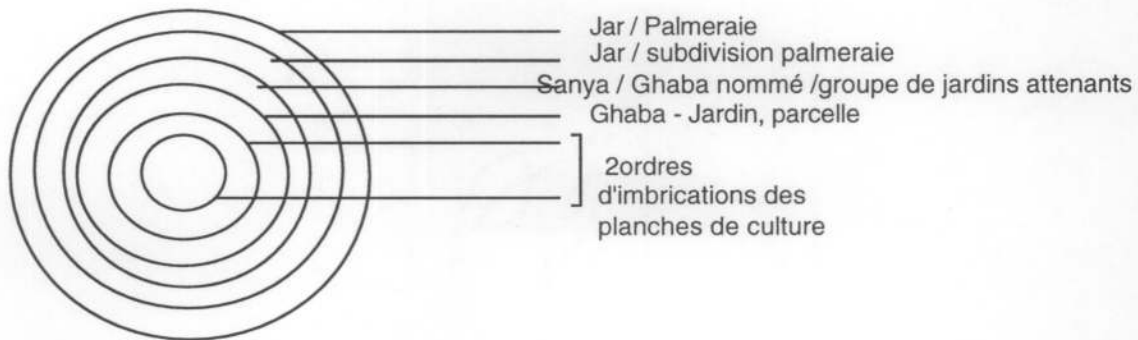 Jar / Palmeraie
Jar / subdivision palmeraie
Sanya / Ghaba nommé /groupe de jardins attenants
Ghaba - Jardin, parcelle
2ordres
d'imbrications des
planches de culture